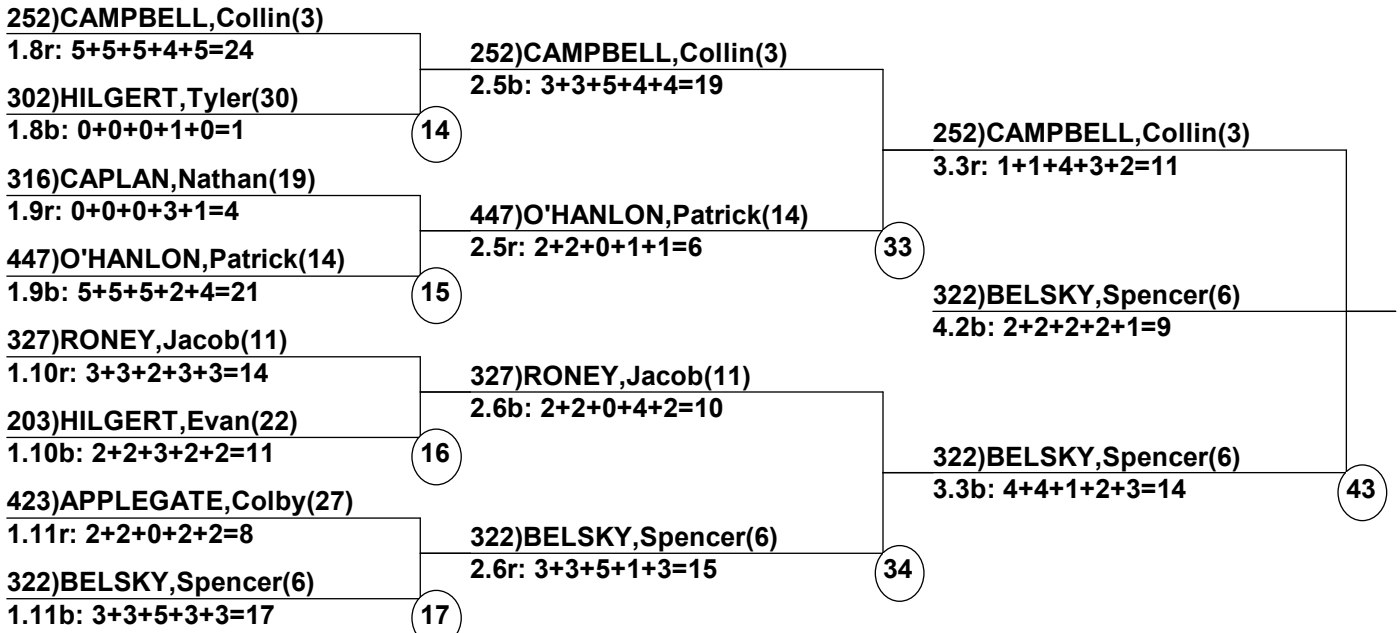 252)CAMPBELL,Collin(3)
1.8r: 5+5+5+4+5=24
302)HILGERT,Tyler(30)
1.8b: 0+0+0+1+0=1
14
316)CAPLAN,Nathan(19)
1.9r: 0+0+0+3+1=4
447)O'HANLON,Patrick(14)
1.9b: 5+5+5+2+4=21
15
327)RONEY,Jacob(11)
1.10r: 3+3+2+3+3=14
203)HILGERT,Evan(22)
1.10b: 2+2+3+2+2=11
16
423)APPLEGATE,Colby(27)
1.11r: 2+2+0+2+2=8
322)BELSKY,Spencer(6)
1.11b: 3+3+5+3+3=17
17
252)CAMPBELL,Collin(3)
2.5b: 3+3+5+4+4=19
447)O'HANLON,Patrick(14)
2.5r: 2+2+0+1+1=6
33
327)RONEY,Jacob(11)
2.6b: 2+2+0+4+2=10
322)BELSKY,Spencer(6)
2.6r: 3+3+5+1+3=15
34
252)CAMPBELL,Collin(3)
3.3r: 1+1+4+3+2=11
322)BELSKY,Spencer(6)
4.2b: 2+2+2+2+1=9
322)BELSKY,Spencer(6)
3.3b: 4+4+1+2+3=14
43